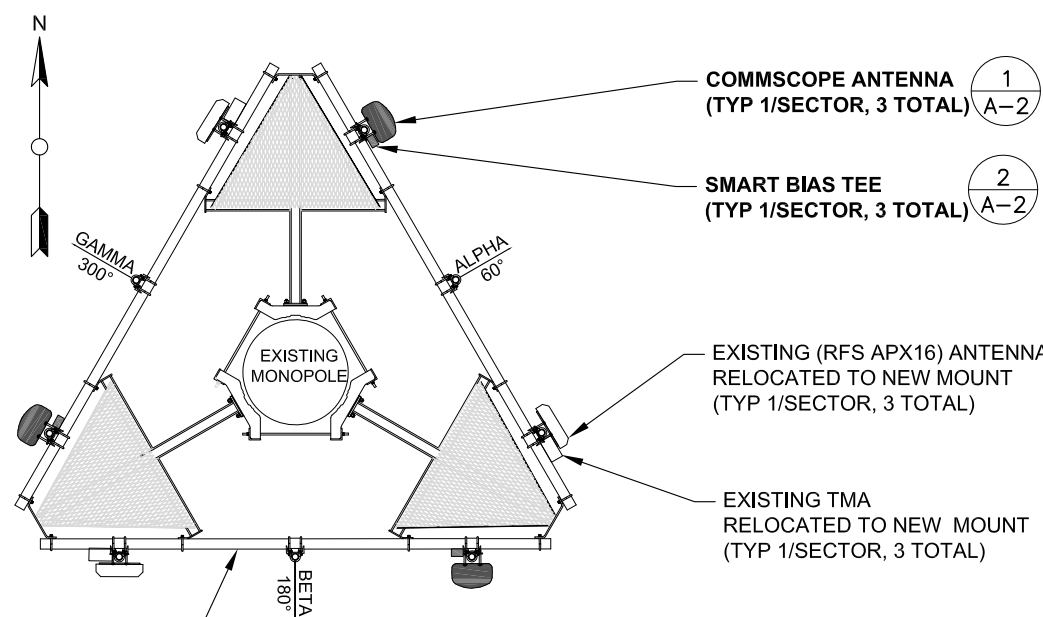 N
COMMSCOPE ANTENNA
(TYP 1/SECTOR, 3 TOTAL)
1
A-2
SMART BIAS TEE
(TYP 1/SECTOR, 3 TOTAL)
2
A-2
GAMMA
300°
ALPHA
60°
EXISTING
MONOPOLE
EXISTING (RFS APX16) ANTENNA
RELOCATED TO NEW MOUNT
(TYP 1/SECTOR, 3 TOTAL)
EXISTING TMA
RELOCATED TO NEW MOUNT
(TYP 1/SECTOR, 3 TOTAL)
BETA
180°